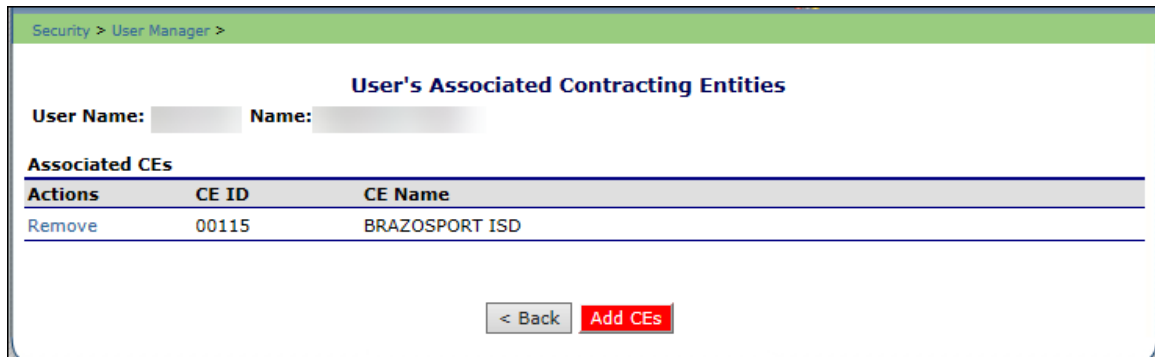 Security > User Manager >
User's Associated Contracting Entities
User Name: Name:
Associated CEs
Actions CE ID CE Name
Remove 00115 BRAZOSPORT ISD
< Back Add CEs